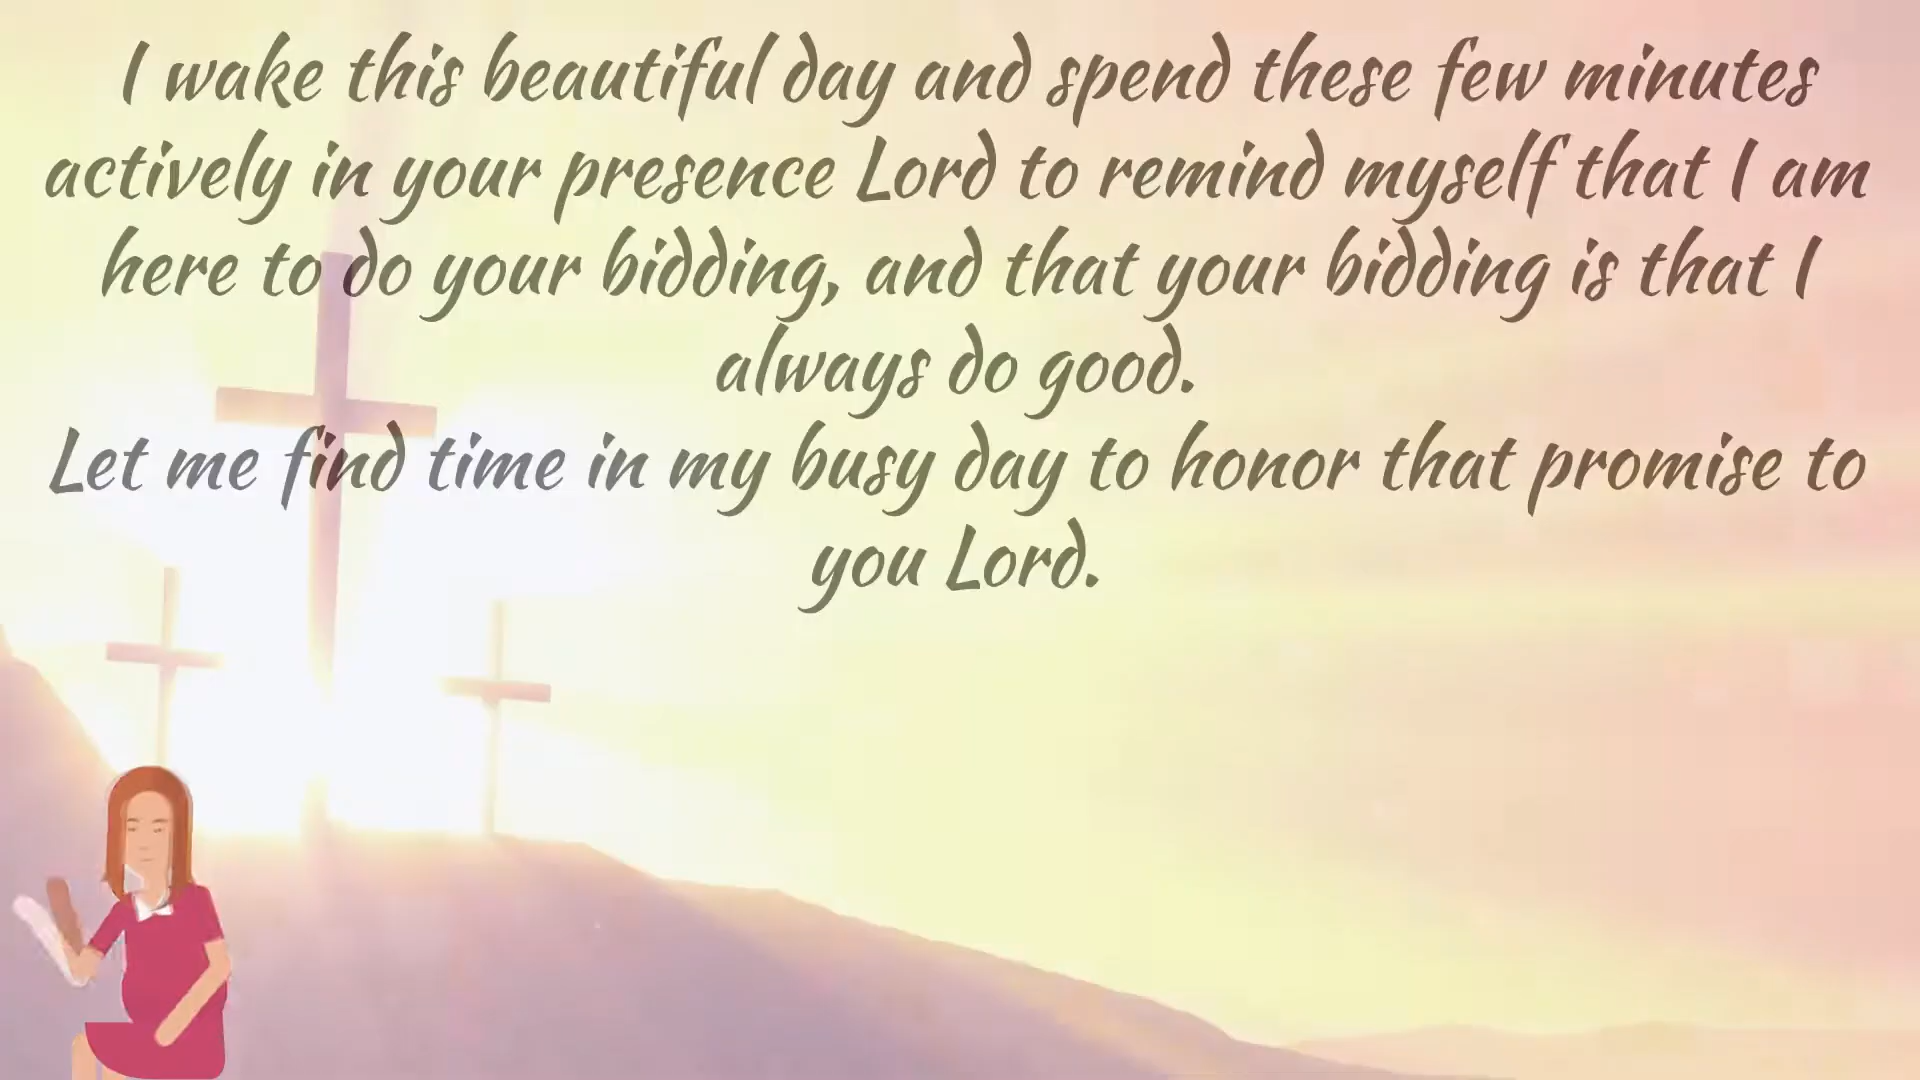 I wake this beautiful day and spend these few minutes
actively in your presence Lord to remind myself that I am
here to do your bidding, and that your bidding is that I
always do good.
Let me find time in my busy day to honor that promise to
you Lord.